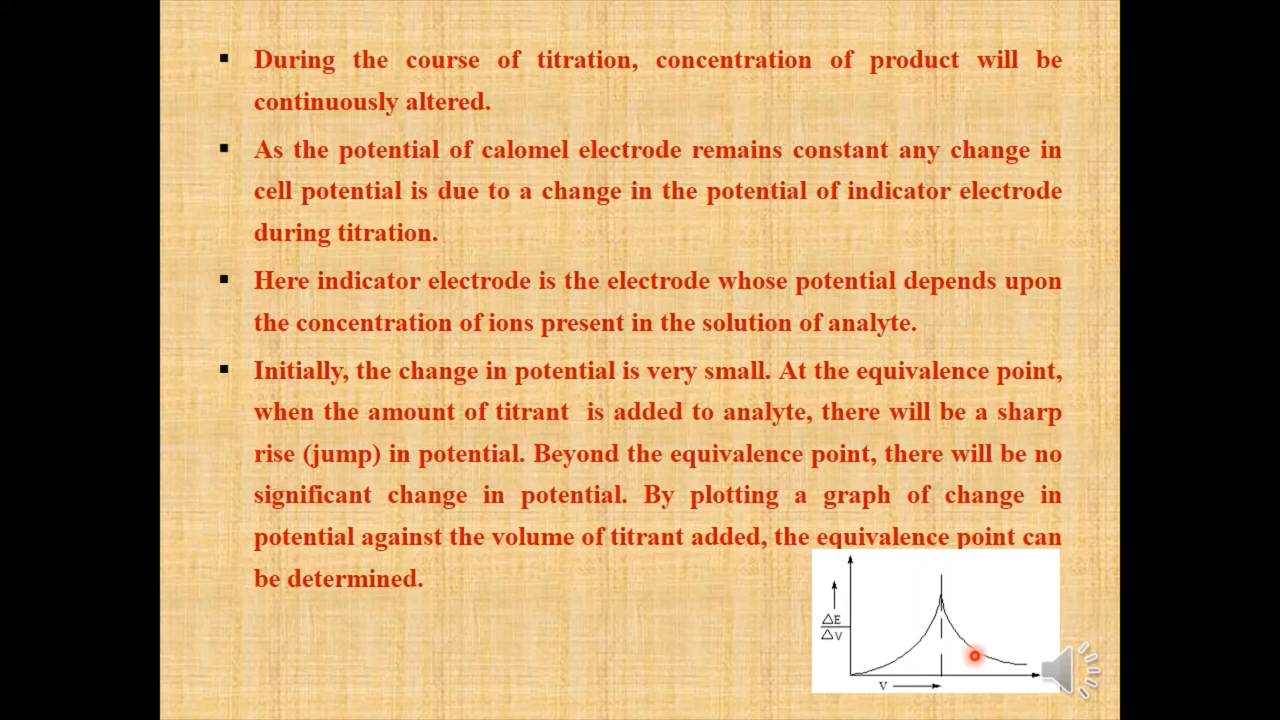 ▪ During the course of titration, concentration of product will be
continuously altered.
▪ As the potential of calomel electrode remains constant any change in
cell potential is due to a change in the potential of indicator electrode
during titration.
▪ Here indicator electrode is the electrode whose potential depends upon
the concentration of ions present in the solution of analyte.
▪ Initially, the change in potential is very small. At the equivalence point,
when the amount of titrant is added to analyte, there will be a sharp
rise (jump) in potential. Beyond the equivalence point, there will be no
significant change in potential. By plotting a graph of change in
potential against the volume of titrant added, the equivalence point can
be determined.
△E
△V
V